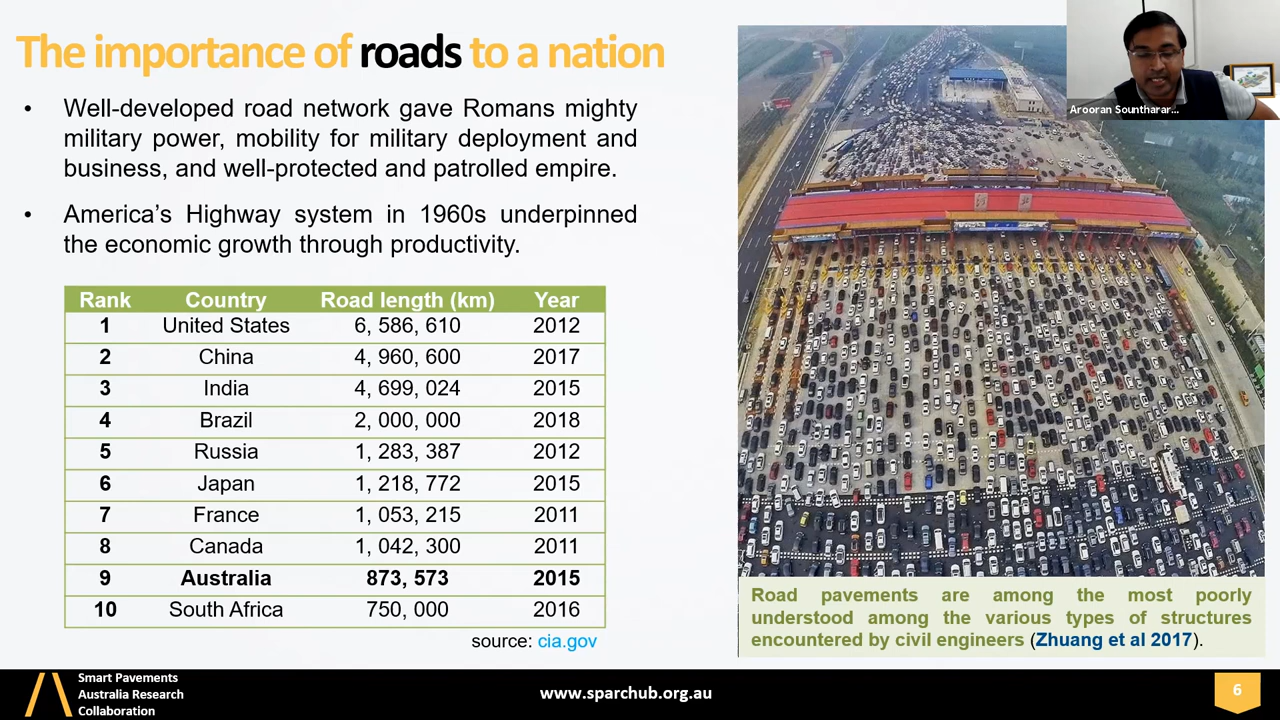 The importance of roads to a nation
• Well-developed road network gave Romans mighty
military power, mobility for military deployment and
business, and well-protected and patrolled empire.
• America’s Highway system in 1960s underpinned
the economic growth through productivity.
Rank Country Road length (km) Year
1 United States 6, 586, 610 2012
2 China 4, 960, 600 2017
3 India 4, 699, 024 2015
4 Brazil 2, 000, 000 2018
5 Russia 1, 283, 387 2012
6 Japan 1, 218, 772 2015
7 France 1, 053, 215 2011
8 Canada 1, 042, 300 2011
9 Australia 873, 573 2015
10 South Africa 750, 000 2016
source: cia.gov
Arooran Sounthar­ar...
Road pavements are among the most poorly
understood among the various types of structures
encountered by civil engineers (Zhuang et al 2017).
Smart Pavements
Australia Research
Collaboration
www.sparchub.org.au
6